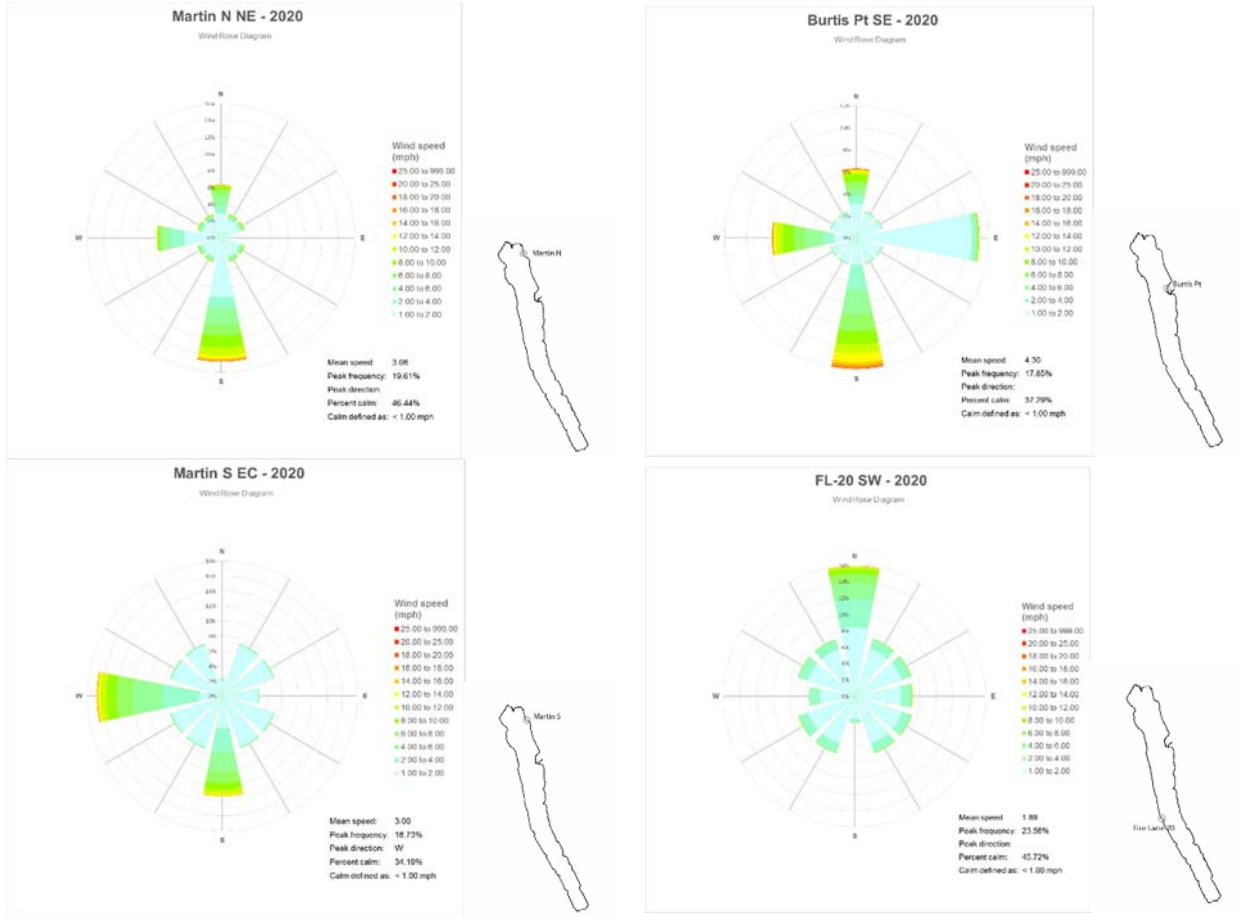 Martin N NE - 2020
Wind Rose Diagram
N
W
E
S
Wind speed
(mph)
25.00 to 999.00
20.00 to 25.00
18.00 to 20.00
16.00 to 18.00
14.00 to 16.00
12.00 to 14.00
10.00 to 12.00
8.00 to 10.00
6.00 to 8.00
4.00 to 6.00
2.00 to 4.00
1.00 to 2.00
Mean speed:
Peak frequency: 19.61%
Peak direction:
Percent calm: 46.44%
Calm defined as: < 1.00 mph
Martin N
Burtis Pt SE - 2020
Wind Rose Diagram
N
W
E
S
Wind speed
(mph)
25.00 to 999.00
20.00 to 25.00
18.00 to 20.00
16.00 to 18.00
14.00 to 16.00
12.00 to 14.00
10.00 to 12.00
8.00 to 10.00
6.00 to 8.00
4.00 to 6.00
2.00 to 4.00
1.00 to 2.00
Mean speed: 4.30
Peak frequency: 17.85%
Peak direction:
Percent calm: 37.29%
Calm defined as: < 1.00 mph
Burtis Pt
Martin S EC - 2020
Wind Rose Diagram
N
W
E
S
Wind speed
(mph)
25.00 to 999.00
20.00 to 25.00
18.00 to 20.00
16.00 to 18.00
14.00 to 16.00
12.00 to 14.00
10.00 to 12.00
8.00 to 10.00
6.00 to 8.00
4.00 to 6.00
2.00 to 4.00
1.00 to 2.00
Mean speed: 3.00
Peak frequency: 18.73%
Peak direction: W
Percent calm: 34.19%
Calm defined as: < 1.00 mph
Martin S
FL-20 SW - 2020
Wind Rose Diagram
N
W
E
S
Wind speed
(mph)
25.00 to 999.00
20.00 to 25.00
18.00 to 20.00
16.00 to 18.00
14.00 to 16.00
12.00 to 14.00
10.00 to 12.00
8.00 to 10.00
6.00 to 8.00
4.00 to 6.00
2.00 to 4.00
1.00 to 2.00
Mean speed: 1.89
Peak frequency: 23.58%
Peak direction:
Percent calm: 45.72%
Calm defined as: < 1.00 mph
Fire Lane 20